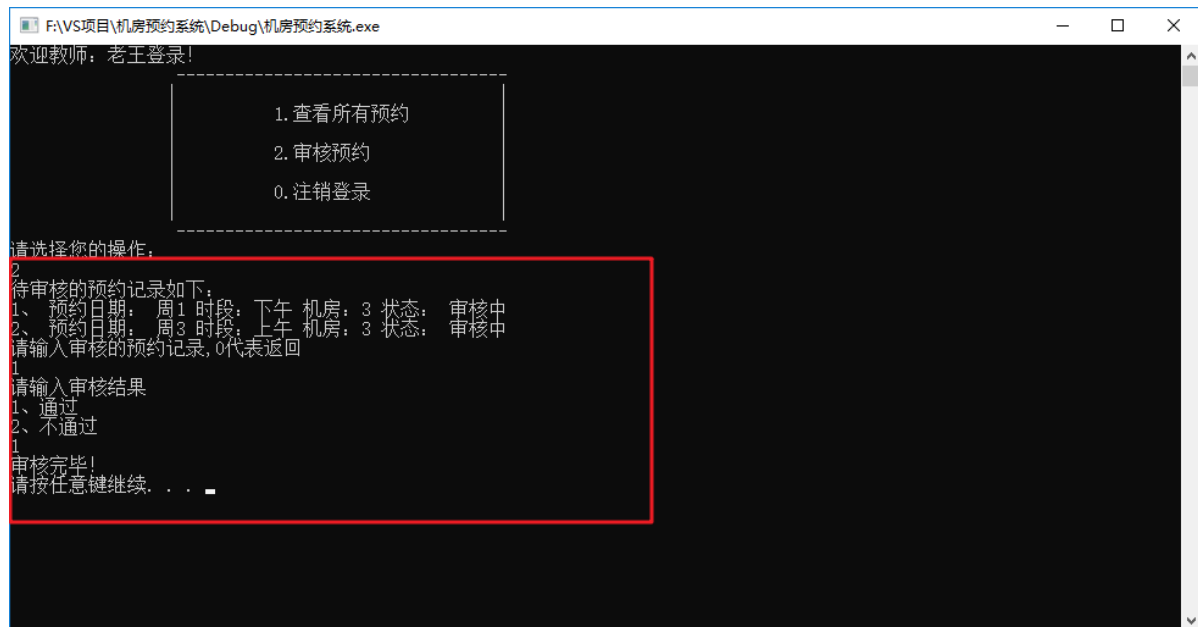 F:\VS项目\机房预约系统\Debug\机房预约系统.exe
欢迎教师：老王登录!
----------------------------------
1.查看所有预约
2.审核预约
0.注销登录
----------------------------------
请选择您的操作：
2
待审核的预约记录如下：
1、 预约日期： 周1 时段：下午 机房：3 状态： 审核中
2、 预约日期： 周3 时段：上午 机房：3 状态： 审核中
请输入审核的预约记录,0代表返回
1
请输入审核结果
1、通过
2、不通过
1
审核完毕!
请按任意键继续. . .